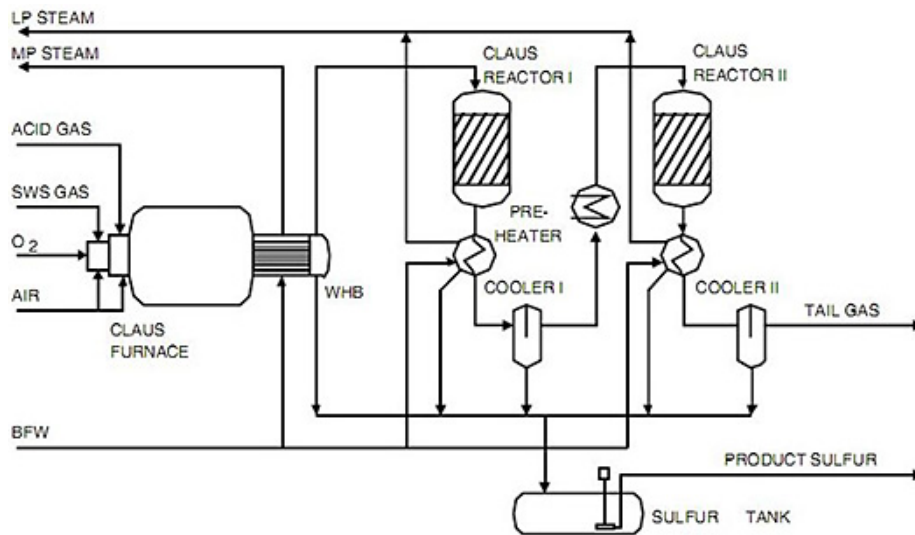 LP STEAM
MP STEAM
CLAUS
REACTOR I
CLAUS
REACTOR II
ACID GAS
SWS GAS
O2
AIR
CLAUS
FURNACE
WHB
PRE-
HEATER
COOLER I
COOLER II
TAIL GAS
BFW
PRODUCT SULFUR
SULFUR TANK